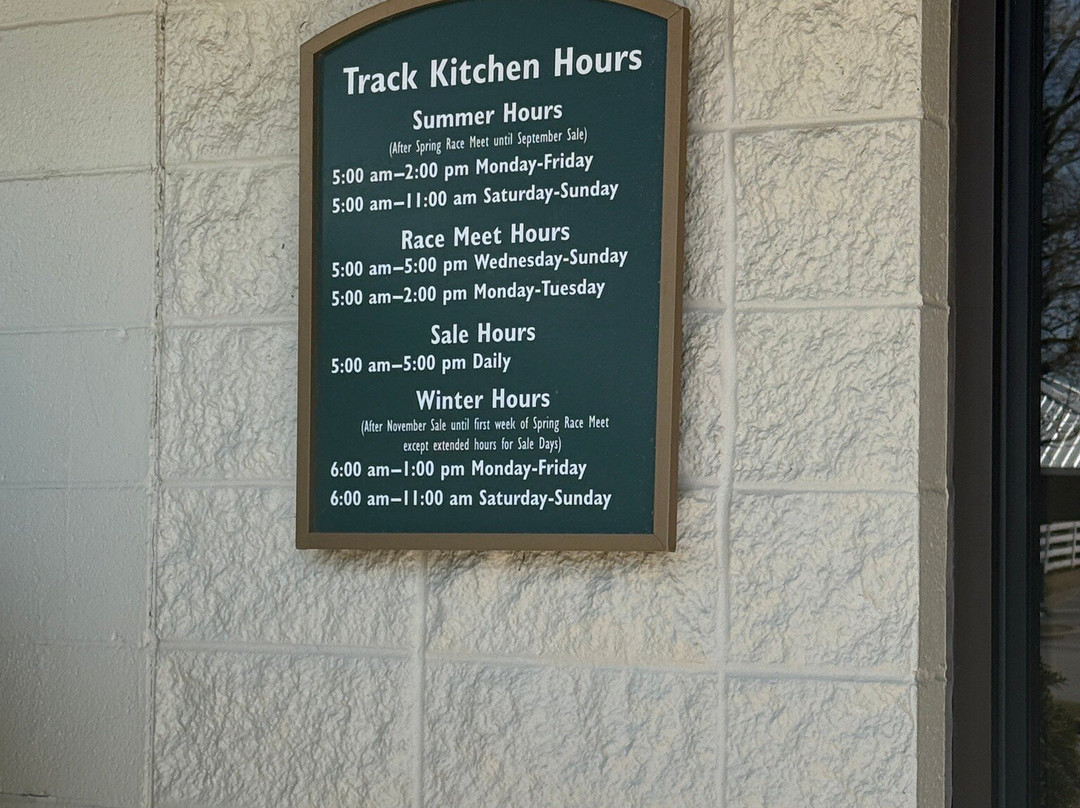 Track Kitchen Hours
Summer Hours
(After Spring Race Meet until September Sale)
5:00 am–2:00 pm Monday-Friday
5:00 am–11:00 am Saturday-Sunday
Race Meet Hours
5:00 am–5:00 pm Wednesday-Sunday
5:00 am–2:00 pm Monday-Tuesday
Sale Hours
5:00 am–5:00 pm Daily
Winter Hours
(After November Sale until first week of Spring Race Meet
except extended hours for Sale Days)
6:00 am–1:00 pm Monday-Friday
6:00 am–11:00 am Saturday-Sunday